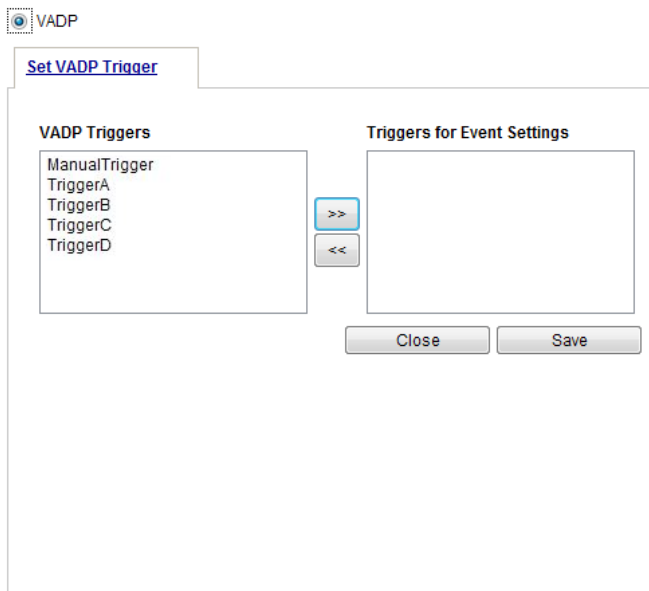 VADP
Set VADP Trigger
VADP Triggers
Triggers for Event Settings
ManualTrigger
TriggerA
TriggerB
TriggerC
TriggerD
>>
<<
Close
Save